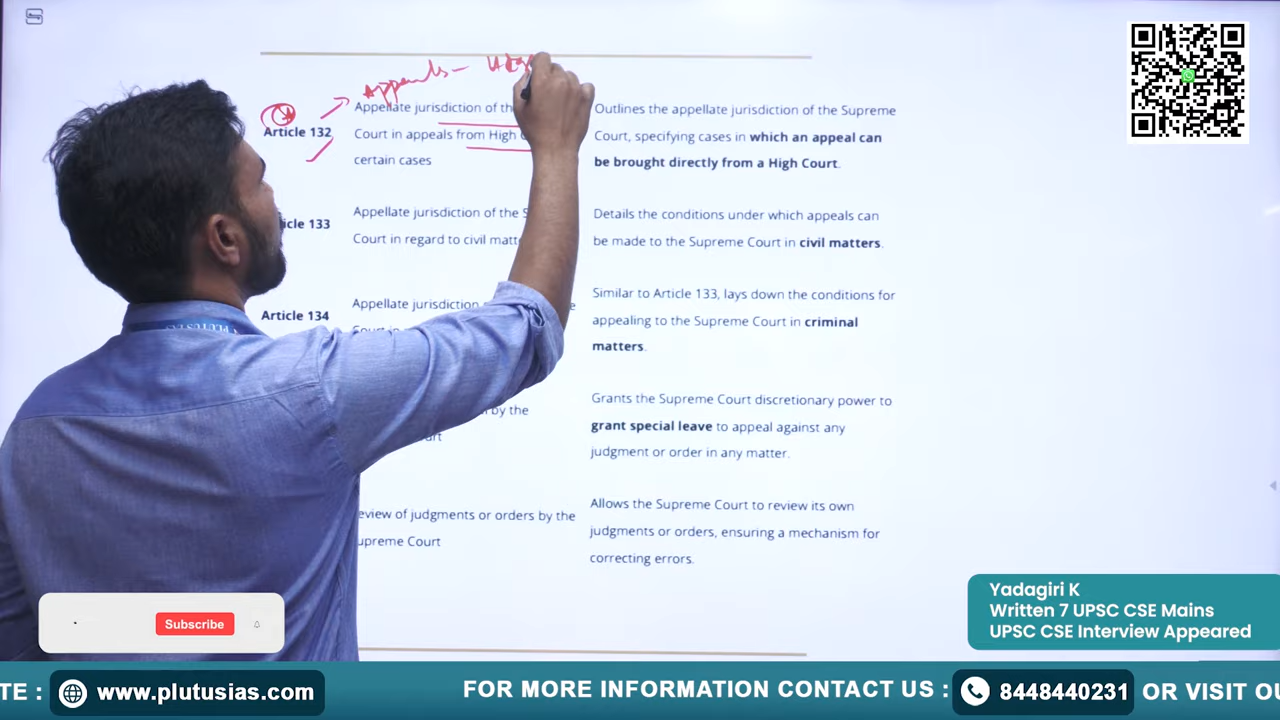 Appeals –
Article 132
Appellate jurisdiction of th
Court in appeals from High
certain cases
Outlines the appellate jurisdiction of the Supreme
Court, specifying cases in which an appeal can
be brought directly from a High Court.
icle 133
Appellate jurisdiction of the S
Court in regard to civil matt
Details the conditions under which appeals can
be made to the Supreme Court in civil matters.
Article 134
Appellate jurisdiction
Similar to Article 133, lays down the conditions for
appealing to the Supreme Court in criminal
matters.
by the
Grants the Supreme Court discretionary power to
grant special leave to appeal against any
judgment or order in any matter.
eview of judgments or orders by the
upreme Court
Allows the Supreme Court to review its own
judgments or orders, ensuring a mechanism for
correcting errors.
PLUTUS IAS
Yadagiri K
Written 7 UPSC CSE Mains
UPSC CSE Interview Appeared
Subscribe
TE : www.plutusias.com FOR MORE INFORMATION CONTACT US : 8448440231 OR VISIT OU